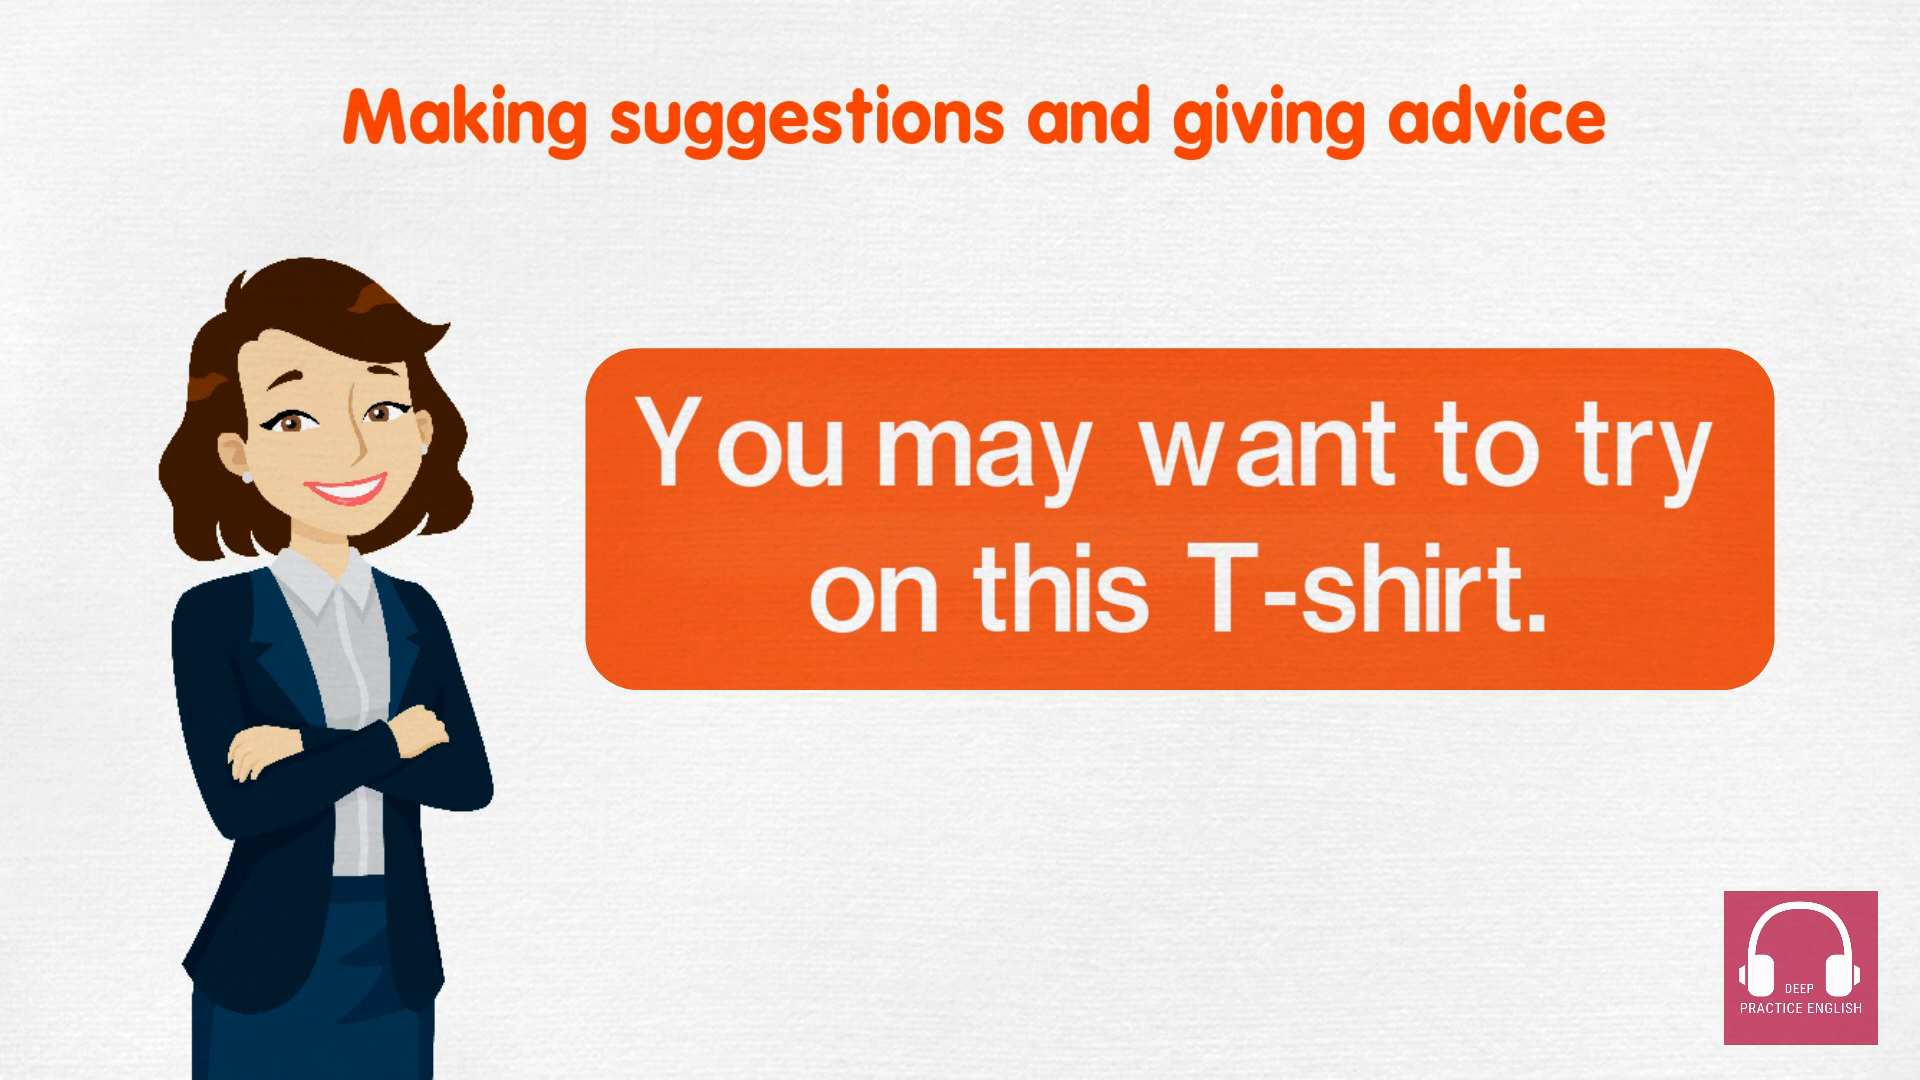 Making suggestions and giving advice
You may want to try
on this T-shirt.
DEEP
PRACTICE ENGLISH